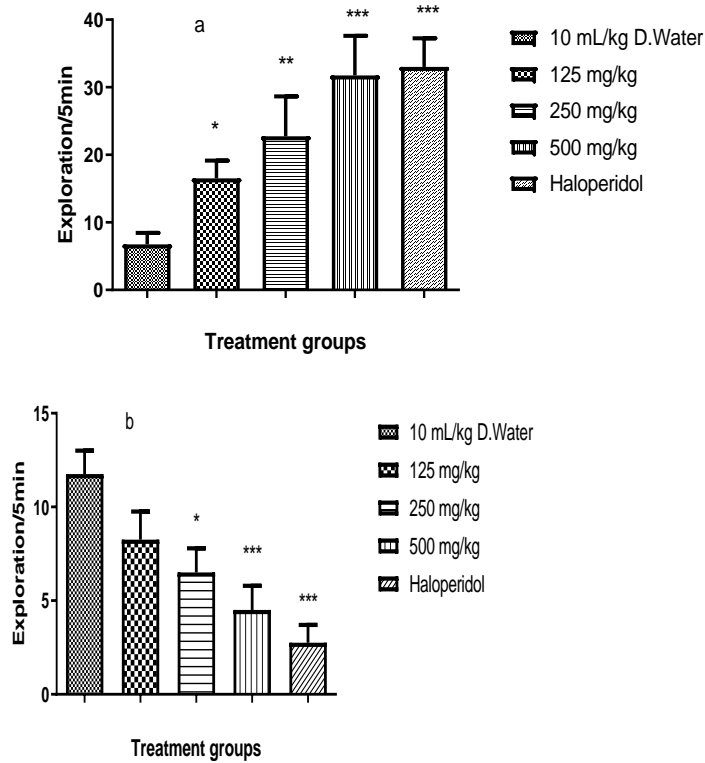 a
***
***
**
*
40
30
20
10
0
Exploration/5min
Treatment groups
10 mL/kg D.Water
125 mg/kg
250 mg/kg
500 mg/kg
Haloperidol
b
15
10
5
0
*
***
***
Exploration/5min
Treatment groups
10 mL/kg D.Water
125 mg/kg
250 mg/kg
500 mg/kg
Haloperidol